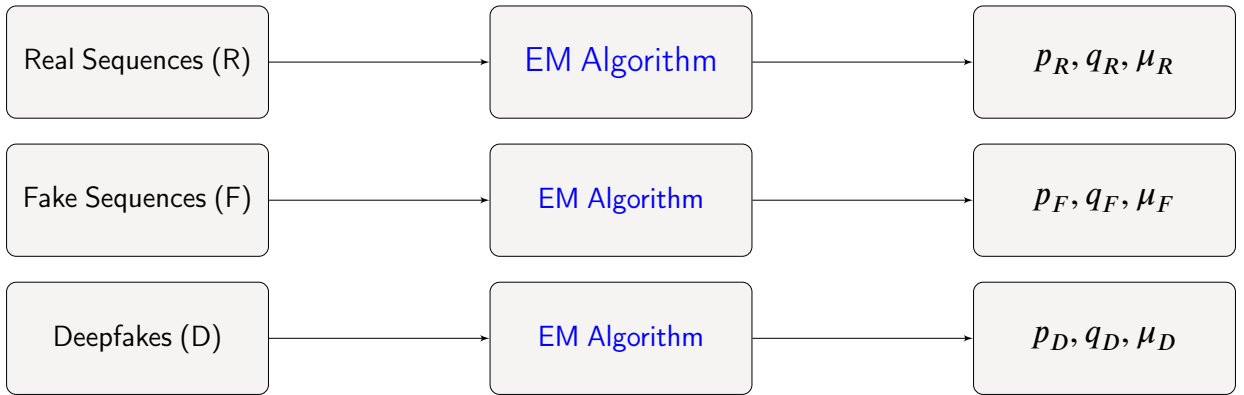 Real Sequences (R)
EM Algorithm
p_R, q_R, μ_R
Fake Sequences (F)
EM Algorithm
p_F, q_F, μ_F
Deepfakes (D)
EM Algorithm
p_D, q_D, μ_D